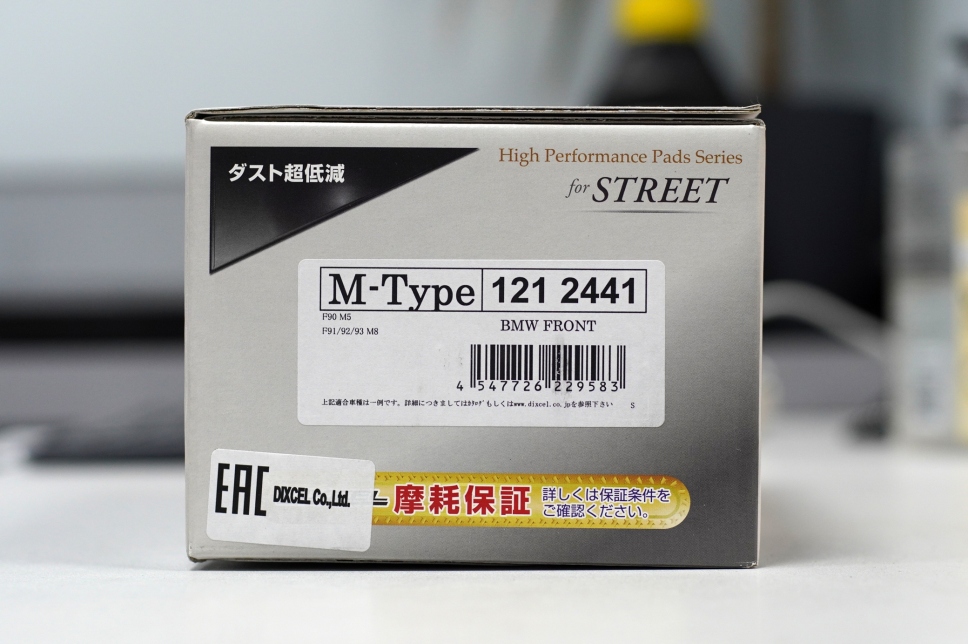 ダスト超低減
High Performance Pads Series
for STREET
M-Type 121 2441
F90 M5
F91/92/93 M8
BMW FRONT
4 547726 229583
上記適合車種は一例です。詳細につきましてはｶﾀﾛｸﾞもしくはwww.dixcel.co.jpを参照下さい S
EAC DIXCEL Co.,Ltd.
摩耗保証
詳しくは保証条件を
ご確認ください。